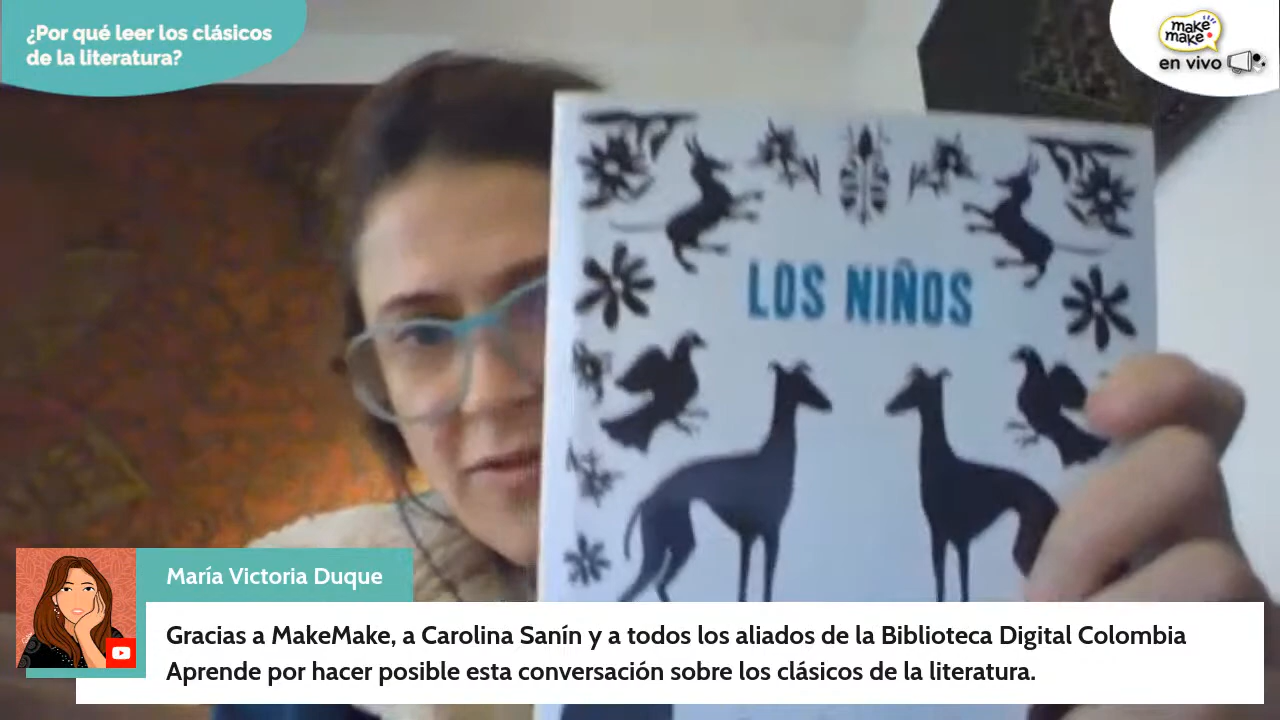 ¿Por qué leer los clásicos
de la literatura?
make
make
en vivo
LOS NIÑOS
María Victoria Duque
Gracias a MakeMake, a Carolina Sanín y a todos los aliados de la Biblioteca Digital Colombia
Aprende por hacer posible esta conversación sobre los clásicos de la literatura.